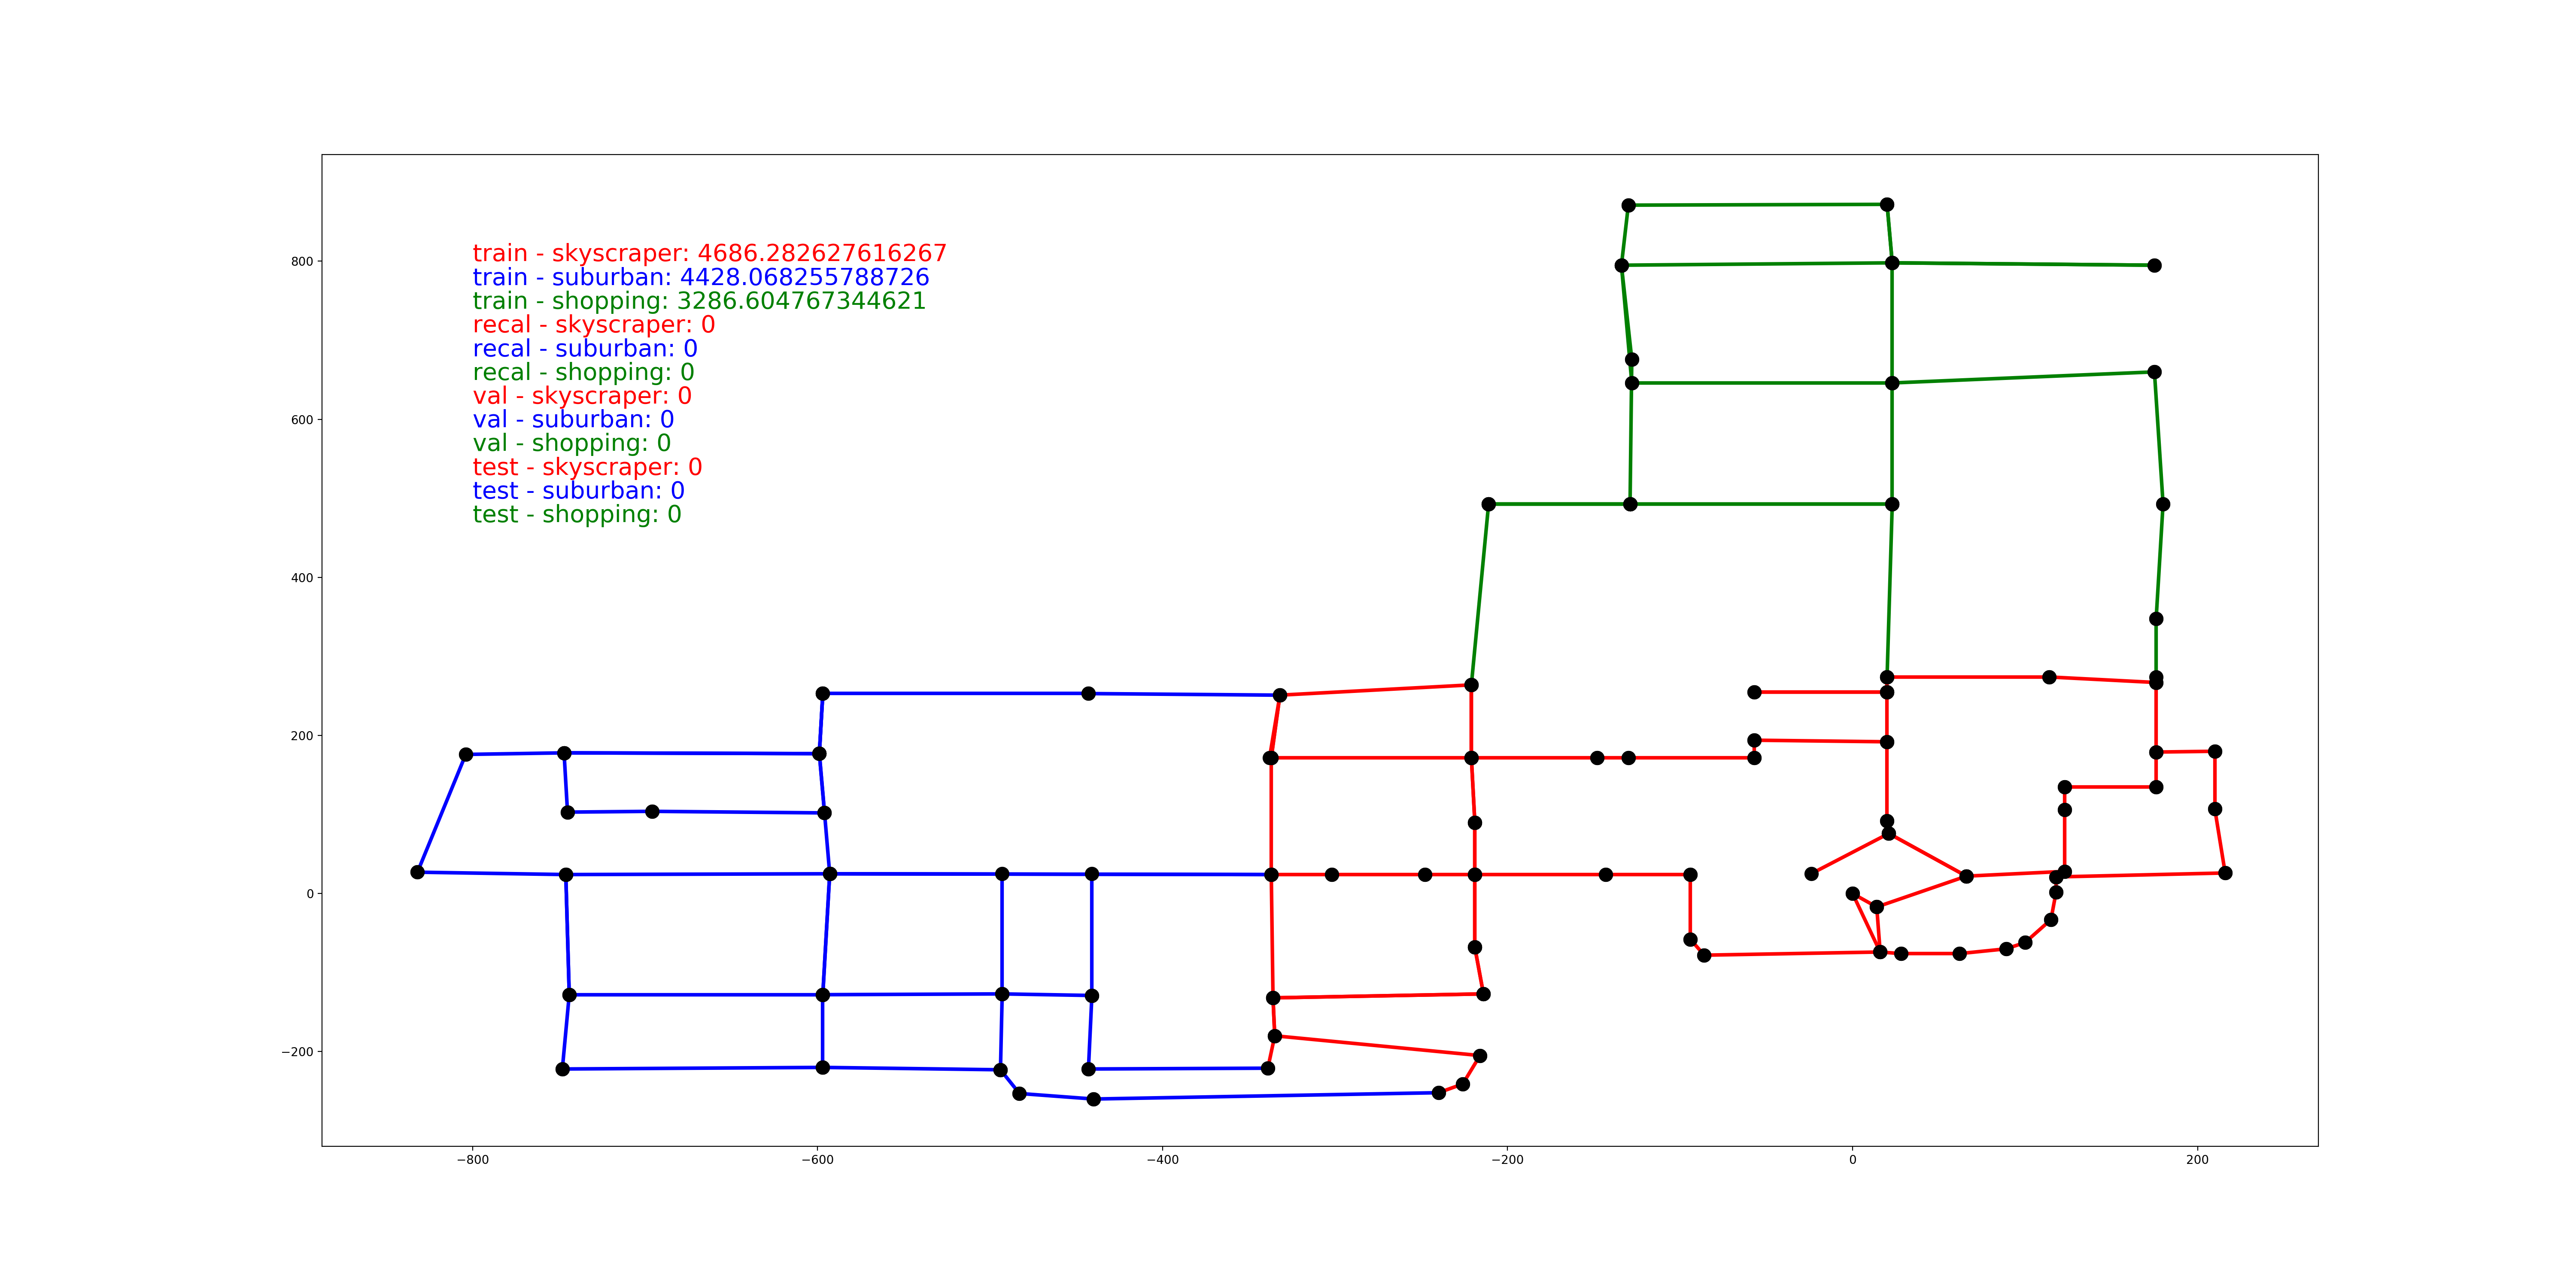 train - skyscraper: 4686.282627616267
train - suburban: 4428.068255788726
train - shopping: 3286.604767344621
recal - skyscraper: 0
recal - suburban: 0
recal - shopping: 0
val - skyscraper: 0
val - suburban: 0
val - shopping: 0
test - skyscraper: 0
test - suburban: 0
test - shopping: 0
800
600
400
200
0
−200
−800 −600 −400 −200 0 200